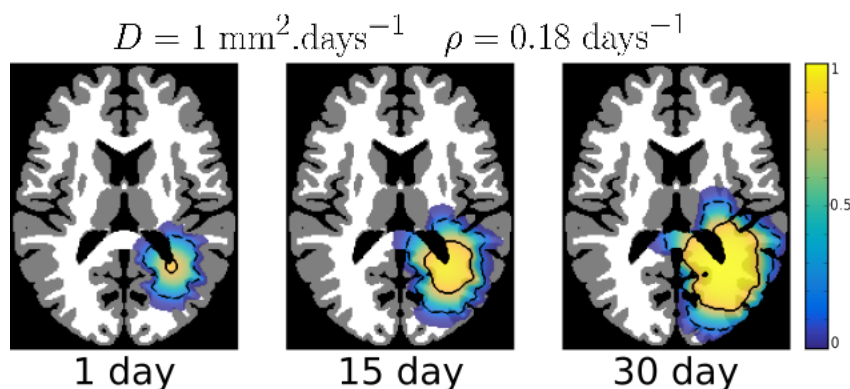 D = 1 mm².days⁻¹ ρ = 0.18 days⁻¹
1
0.5
0
1 day 15 day 30 day